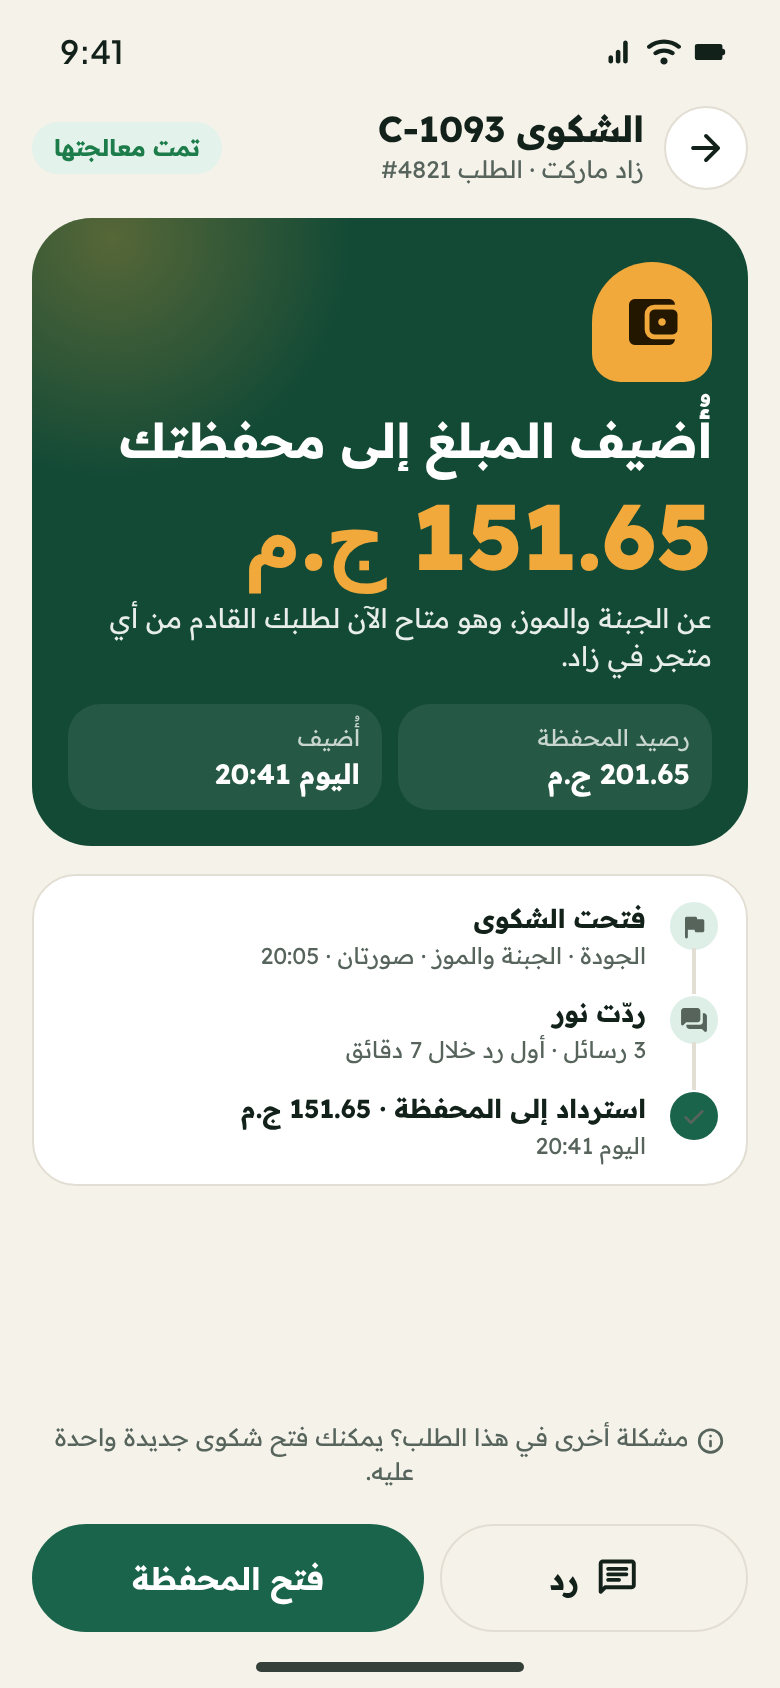 9:41
الشكوى C-1093
زاد ماركت · الطلب #4821
تمت معالجتها
أُضيف المبلغ إلى محفظتك
151.65 ج.م
عن الجبنة والموز، وهو متاح الآن لطلبك القادم من أي
متجر في زاد.
رصيد المحفظة
201.65 ج.م
أُضيف
اليوم 20:41
فتحت الشكوى
الجودة · الجبنة والموز · صورتان · 20:05
ردّت نور
3 رسائل · أول رد خلال 7 دقائق
استرداد إلى المحفظة · 151.65 ج.م
اليوم 20:41
مشكلة أخرى في هذا الطلب؟ يمكنك فتح شكوى جديدة واحدة
عليه.
رد
فتح المحفظة